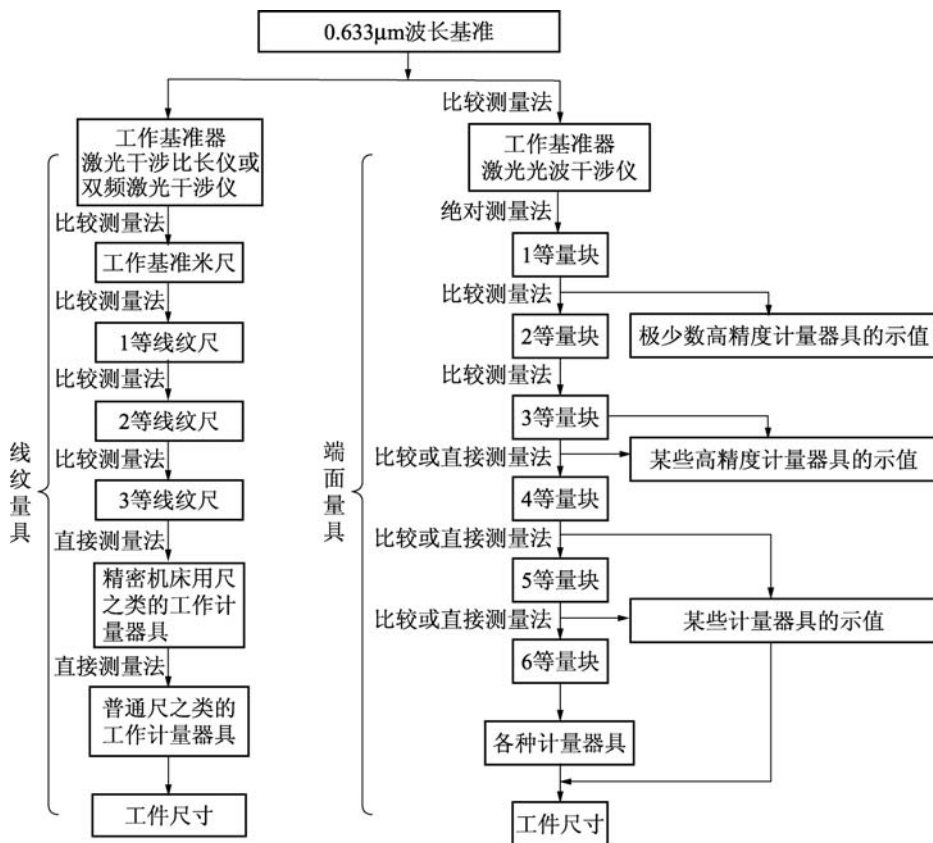 0.633μm波长基准
比较测量法
工作基准器
激光干涉比长仪或
双频激光干涉仪
比较测量法
工作基准米尺
比较测量法
1等线纹尺
比较测量法
2等线纹尺
比较测量法
3等线纹尺
直接测量法
精密机床用尺
之类的工作计
量器具
直接测量法
普通尺之类的
工作计量器具
工件尺寸
线纹量具
工作基准器
激光光波干涉仪
绝对测量法
1等量块
比较测量法
2等量块
极少数高精度计量器具的示值
比较测量法
3等量块
比较或直接测量法
某些高精度计量器具的示值
4等量块
比较或直接测量法
5等量块
比较或直接测量法
某些计量器具的示值
6等量块
各种计量器具
工件尺寸
端面量具